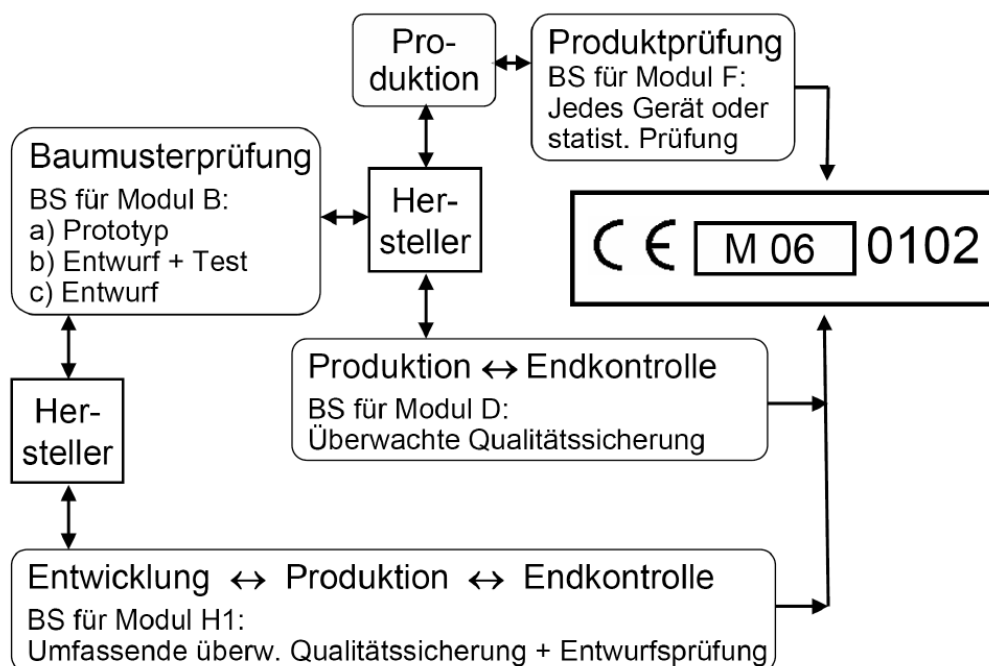 Pro-
duktion
Produktprüfung
BS für Modul F:
Jedes Gerät oder
statist. Prüfung
Baumusterprüfung
BS für Modul B:
a) Prototyp
b) Entwurf + Test
c) Entwurf
Her-
steller
CE M 06 0102
Produktion ↔ Endkontrolle
BS für Modul D:
Überwachte Qualitätssicherung
Her-
steller
Entwicklung ↔ Produktion ↔ Endkontrolle
BS für Modul H1:
Umfassende überw. Qualitätssicherung + Entwurfsprüfung